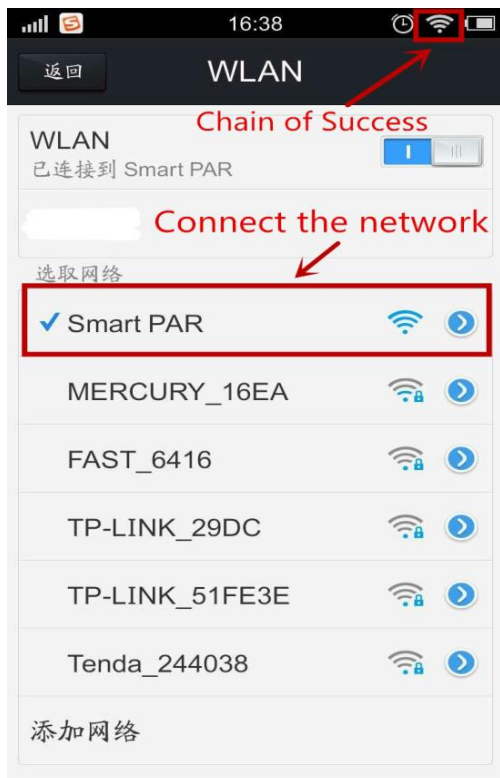 16:38
返回
WLAN
Chain of Success
WLAN
已连接到 Smart PAR
Connect the network
选取网络
Smart PAR
MERCURY_16EA
FAST_6416
TP-LINK_29DC
TP-LINK_51FE3E
Tenda_244038
添加网络